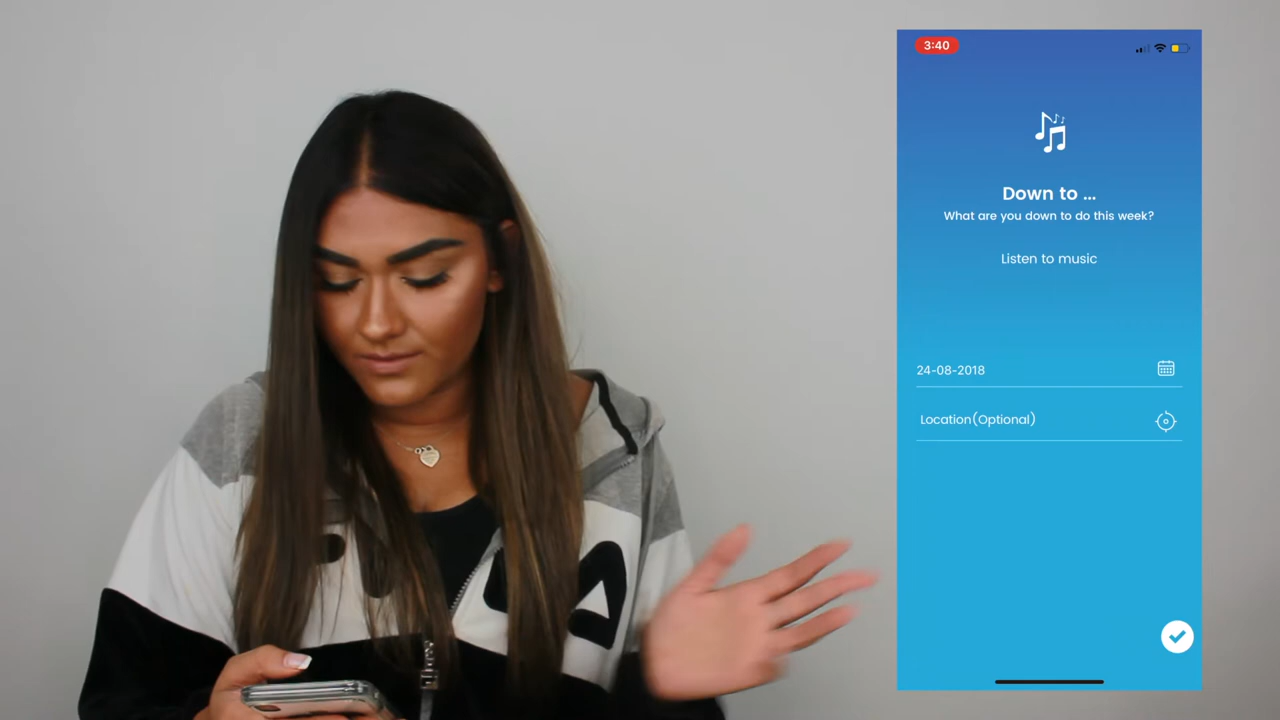 3:40
Down to ...
What are you down to do this week?
Listen to music
24-08-2018
Location(Optional)